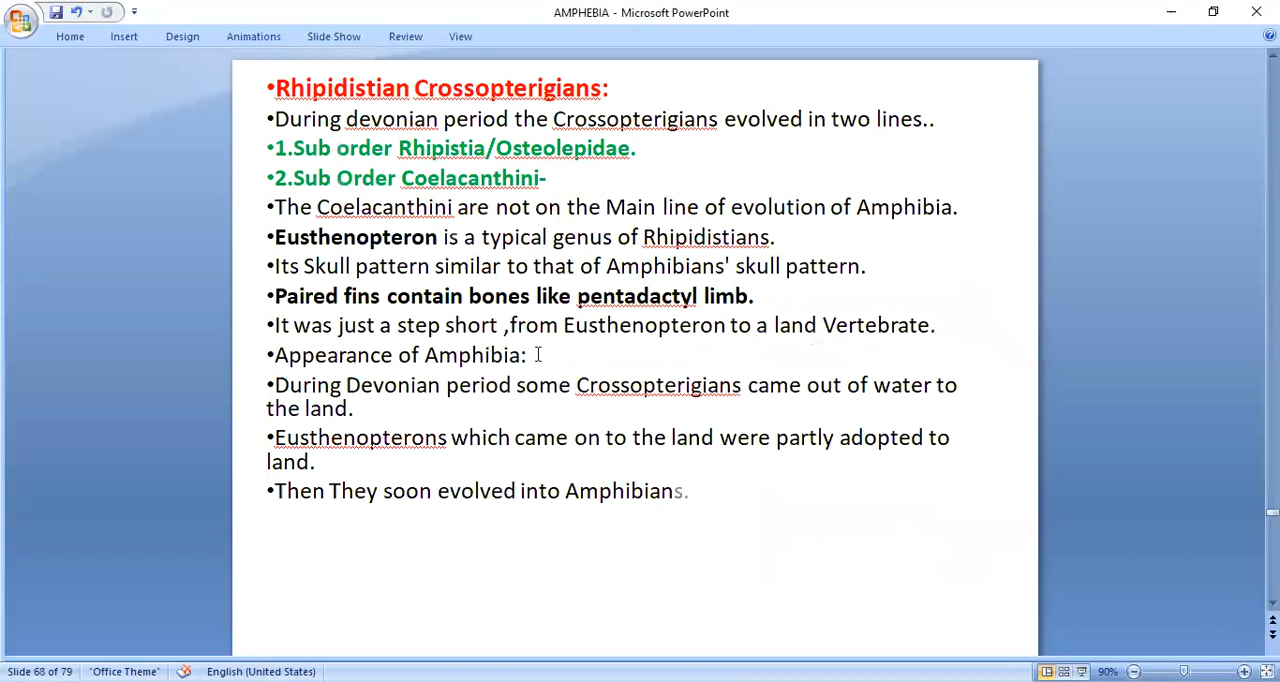 AMPHEBIA - Microsoft PowerPoint
Home Insert Design Animations Slide Show Review View
•Rhipidistian Crossopterigians:
•During devonian period the Crossopterigians evolved in two lines..
•1.Sub order Rhipistia/Osteolepidae.
•2.Sub Order Coelacanthini-
•The Coelacanthini are not on the Main line of evolution of Amphibia.
•Eusthenopteron is a typical genus of Rhipidistians.
•Its Skull pattern similar to that of Amphibians' skull pattern.
•Paired fins contain bones like pentadactyl limb.
•It was just a step short ,from Eusthenopteron to a land Vertebrate.
•Appearance of Amphibia:
•During Devonian period some Crossopterigians came out of water to
the land.
•Eusthenopterons which came on to the land were partly adopted to
land.
•Then They soon evolved into Amphibians.
Slide 68 of 79 "Office Theme" English (United States) 90%